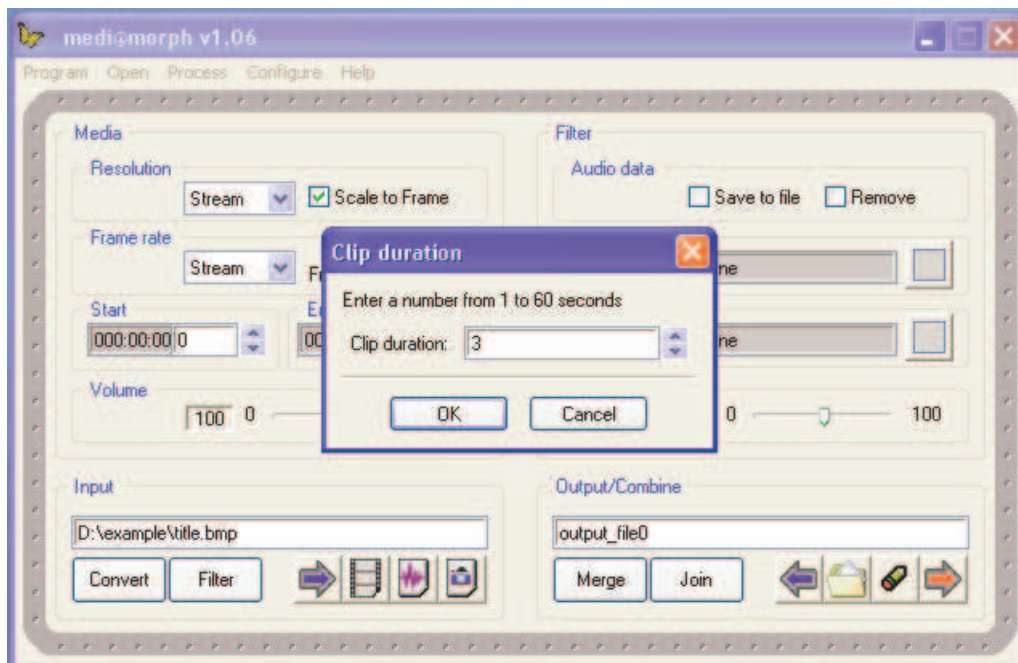 medi@morph v1.06
Program Open Process Configure Help
Media
Filter
Resolution
Audio data
Stream
Scale to Frame
Save to file
Remove
Frame rate
Clip duration
Stream
ne
Enter a number from 1 to 60 seconds
Start
000:00:00 0
00
Clip duration: 3
ne
Volume
OK
Cancel
100 0
0 100
Input
Output/Combine
D:\example\title.bmp
output_file0
Convert
Filter
Merge
Join